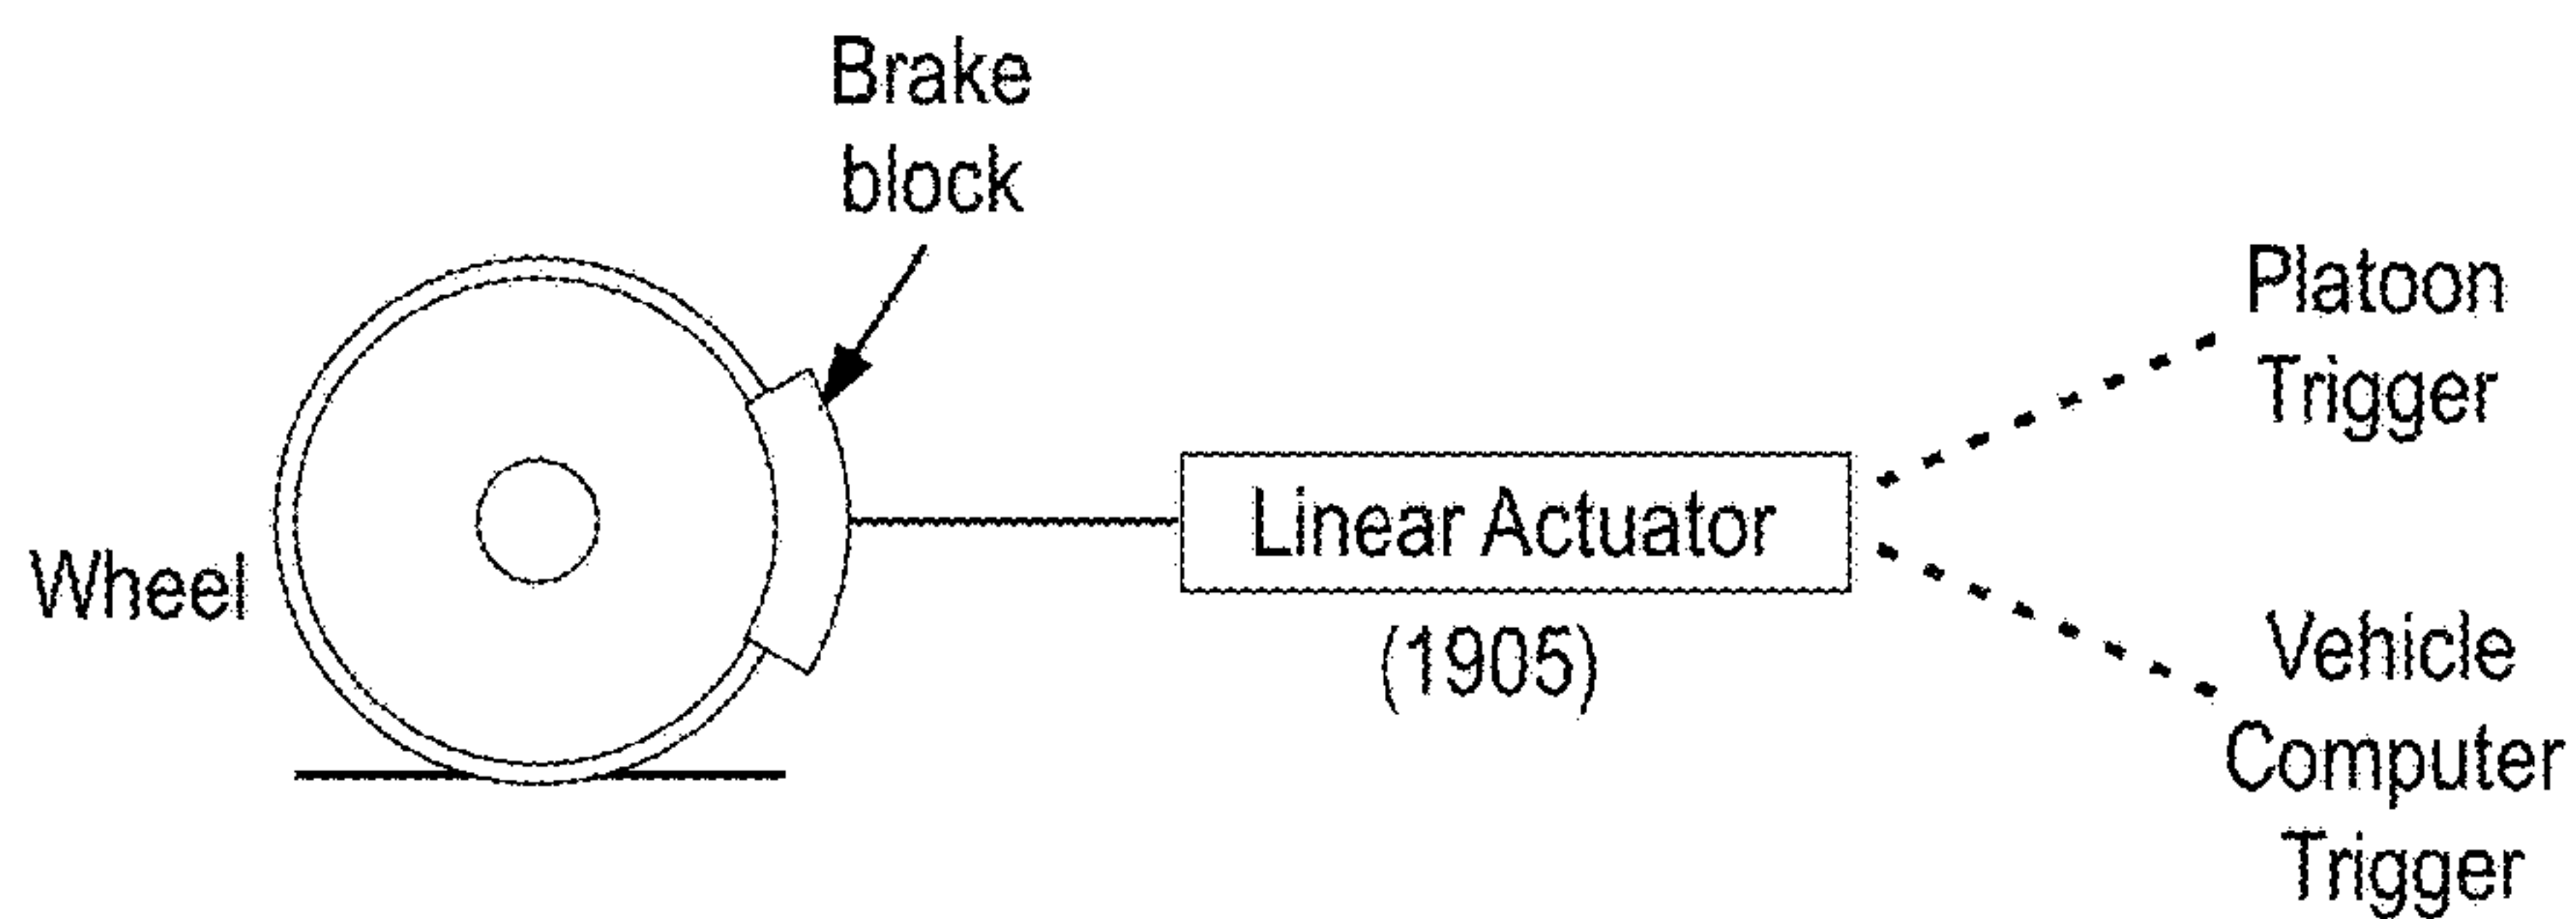 Brake
block
Platoon
Trigger
Wheel
Linear Actuator
(1905)
Vehicle
Computer
Trigger